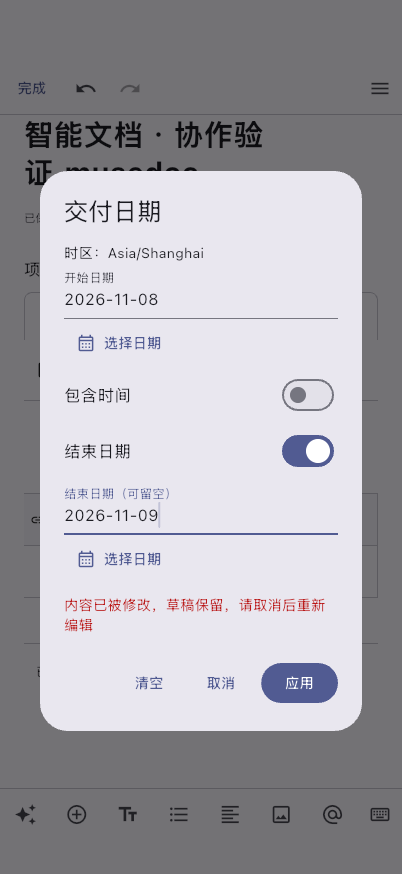 完成
智能文档 · 协作验
证 musedoc
交付日期
时区：Asia/Shanghai
开始日期
2026-11-08
选择日期
包含时间
结束日期
结束日期（可留空）
2026-11-09
选择日期
内容已被修改，草稿保留，请取消后重新
编辑
清空
取消
应用